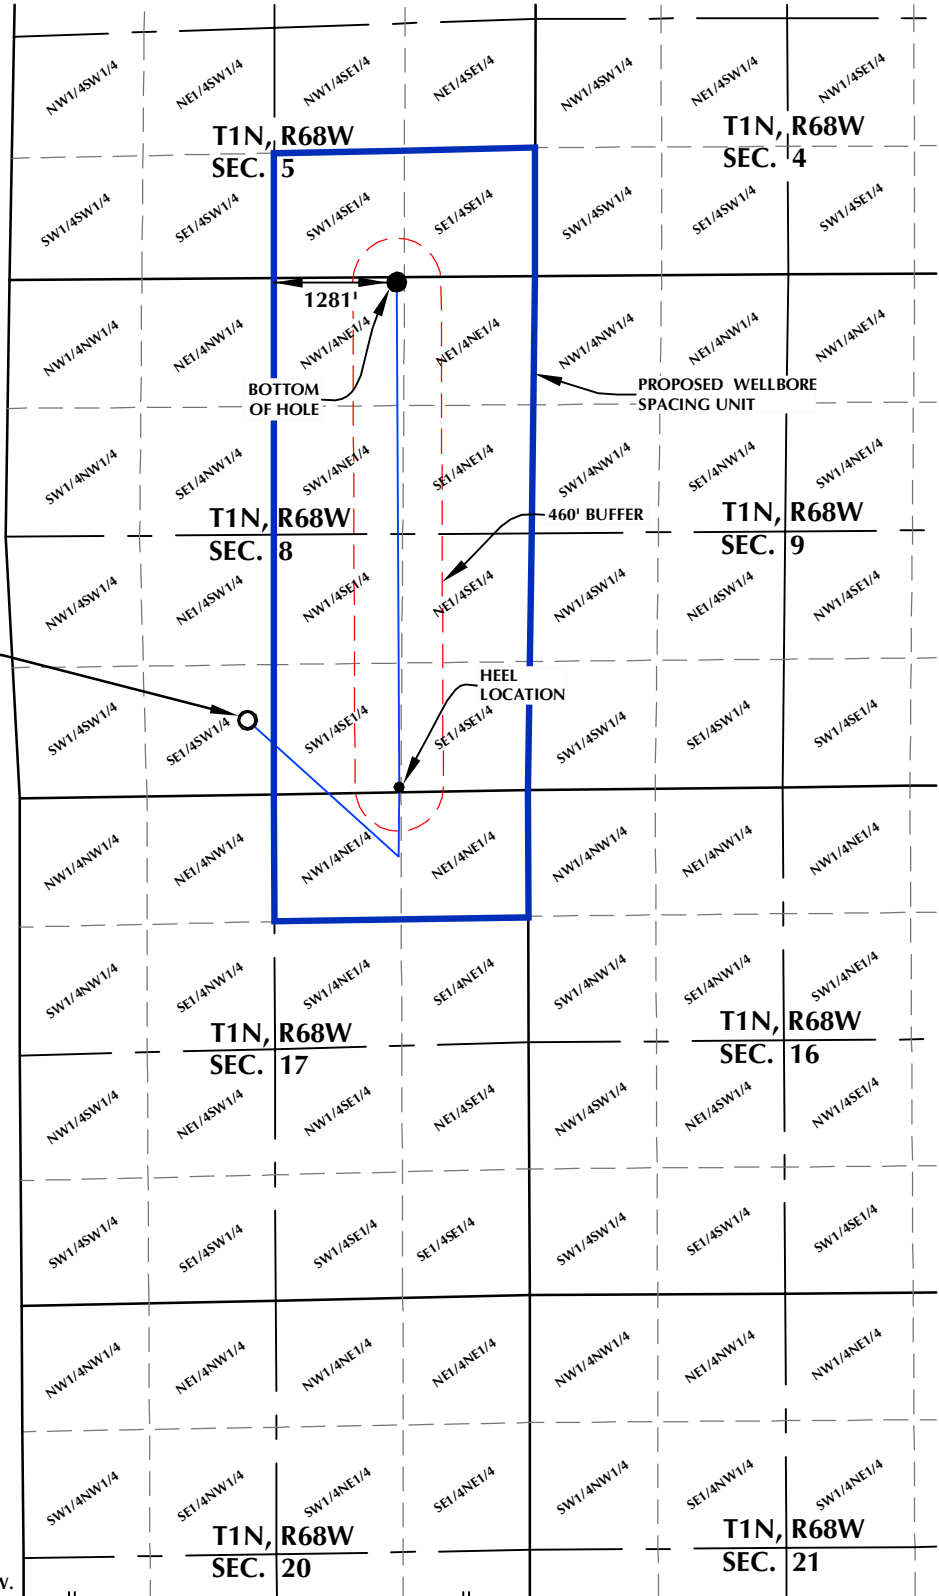 NW1/4SW1/4
NE1/4SW1/4
NW1/4SE1/4
NE1/4SE1/4
NW1/4SW1/4
NE1/4SW1/4
NW1/4SE1/4
T1N, R68W
SEC. 5
T1N, R68W
SEC. 4
SW1/4SW1/4
SE1/4SW1/4
SW1/4SE1/4
SE1/4SE1/4
SW1/4SW1/4
SE1/4SW1/4
SW1/4SE1/4
1281'
NW1/4NW1/4
NE1/4NW1/4
NW1/4NE1/4
NE1/4NE1/4
NW1/4NW1/4
NE1/4NW1/4
NW1/4NE1/4
BOTTOM
OF HOLE
PROPOSED WELLBORE
SPACING UNIT
SW1/4NW1/4
SE1/4NW1/4
SW1/4NE1/4
SE1/4NE1/4
SW1/4NW1/4
SE1/4NW1/4
SW1/4NE1/4
T1N, R68W
SEC. 8
460' BUFFER
T1N, R68W
SEC. 9
NW1/4SW1/4
NE1/4SW1/4
NW1/4SE1/4
NE1/4SE1/4
NW1/4SW1/4
NE1/4SW1/4
NW1/4SE1/4
HEEL
LOCATION
SW1/4SW1/4
SE1/4SW1/4
SW1/4SE1/4
SE1/4SE1/4
SW1/4SW1/4
SE1/4SW1/4
SW1/4SE1/4
NW1/4NW1/4
NE1/4NW1/4
NW1/4NE1/4
NE1/4NE1/4
NW1/4NW1/4
NE1/4NW1/4
NW1/4NE1/4
SW1/4NW1/4
SE1/4NW1/4
SW1/4NE1/4
SE1/4NE1/4
SW1/4NW1/4
SE1/4NW1/4
SW1/4NE1/4
T1N, R68W
SEC. 17
T1N, R68W
SEC. 16
NW1/4SW1/4
NE1/4SW1/4
NW1/4SE1/4
NE1/4SE1/4
NW1/4SW1/4
NE1/4SW1/4
NW1/4SE1/4
SW1/4SW1/4
SE1/4SW1/4
SW1/4SE1/4
SE1/4SE1/4
SW1/4SW1/4
SE1/4SW1/4
SW1/4SE1/4
NW1/4NW1/4
NE1/4NW1/4
NW1/4NE1/4
NE1/4NE1/4
NW1/4NW1/4
NE1/4NW1/4
NW1/4NE1/4
SW1/4NW1/4
SE1/4NW1/4
SW1/4NE1/4
SE1/4NE1/4
SW1/4NW1/4
SE1/4NW1/4
SW1/4NE1/4
T1N, R68W
SEC. 20
T1N, R68W
SEC. 21